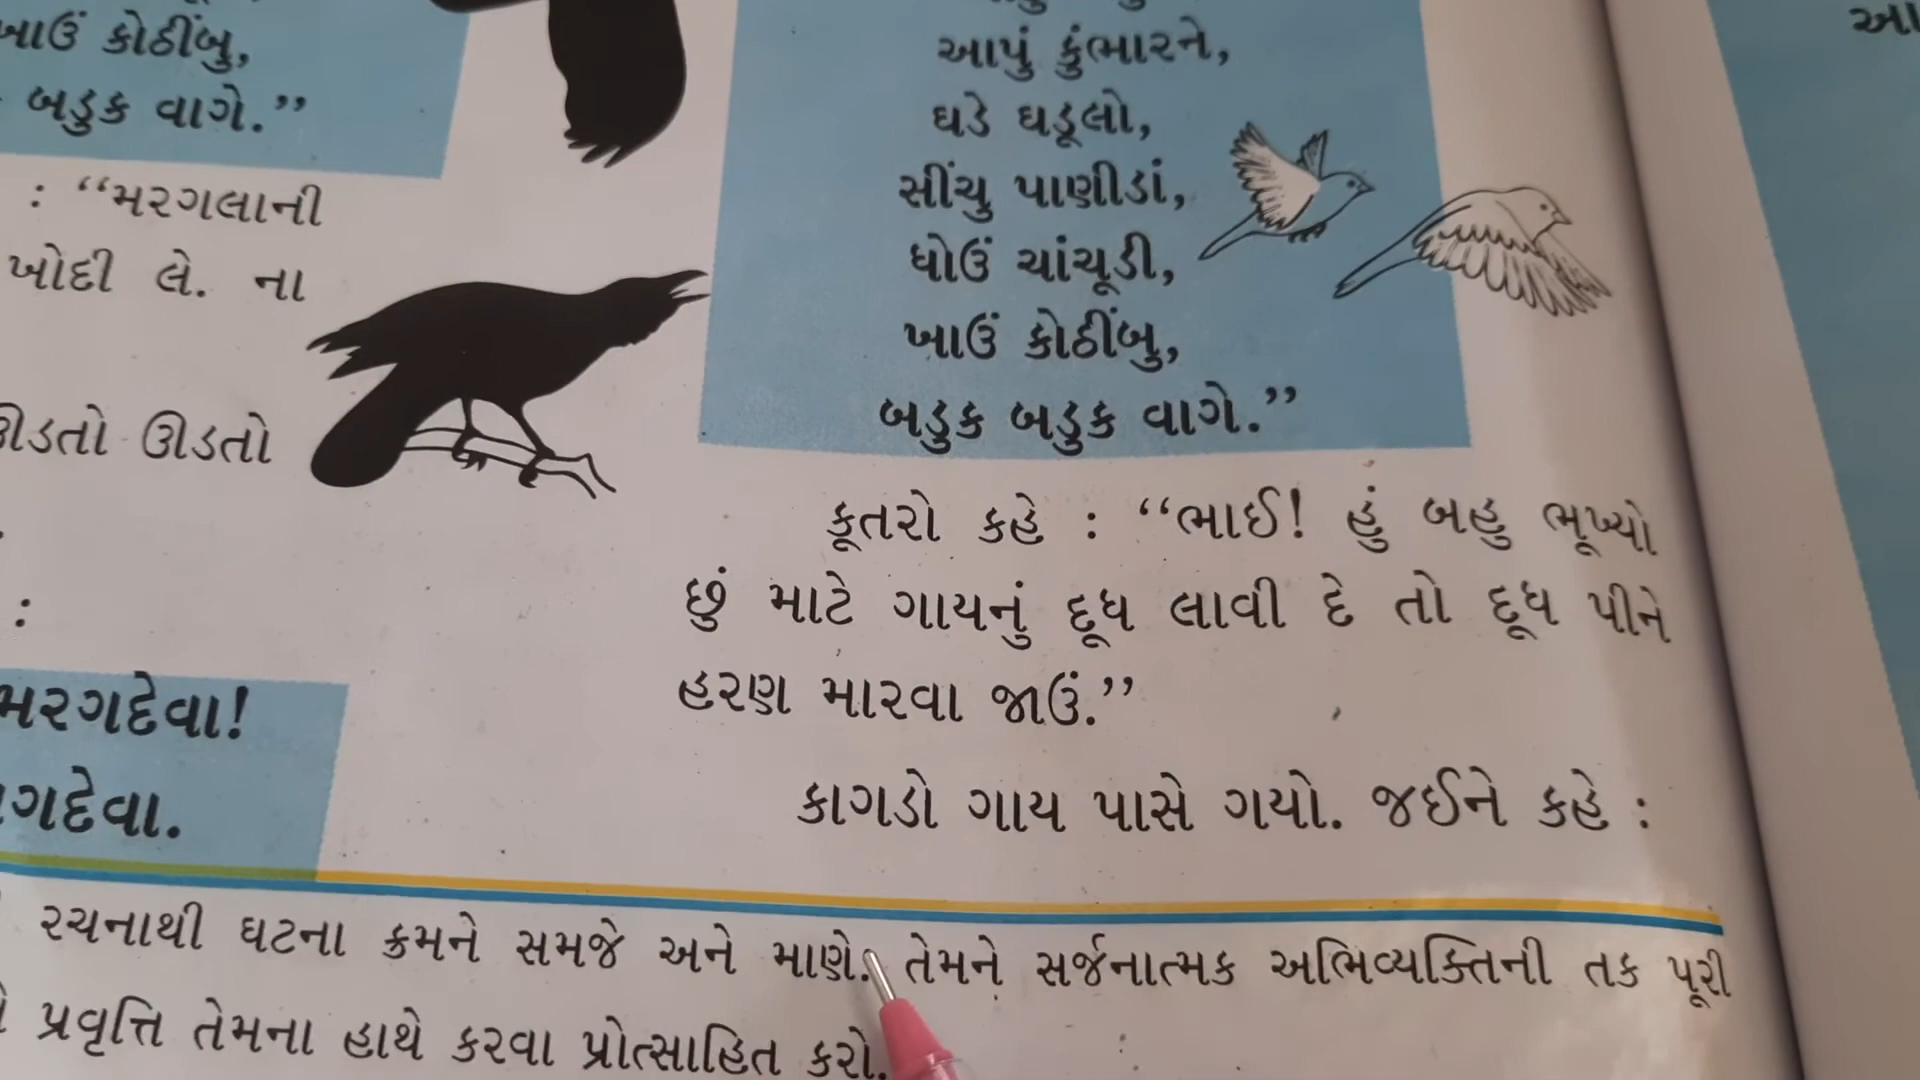 ખાઉં કોઠીંબુ,
બડુક વાગે.”
: “મરગલાની
ખોદી લે. ના
ઊડતો ઊડતો
:
મરગદેવા!
ગદેવા.
આપું કુંભારને,
ઘડે ઘડૂલો,
સીંચુ પાણીડાં,
ધોઉં ચાંચૂડી,
ખાઉં કોઠીંબુ,
બડુક બડુક વાગે.”
કૂતરો કહે : “ભાઈ! હું બહુ ભૂખ્યો
છું માટે ગાયનું દૂધ લાવી દે તો દૂધ પીને
હરણ મારવા જાઉં.”
કાગડો ગાય પાસે ગયો. જઈને કહે :
રચનાથી ઘટના ક્રમને સમજે અને માણે. તેમને સર્જનાત્મક અભિવ્યક્તિની તક પૂરી
પ્રવૃત્તિ તેમના હાથે કરવા પ્રોત્સાહિત કરો.